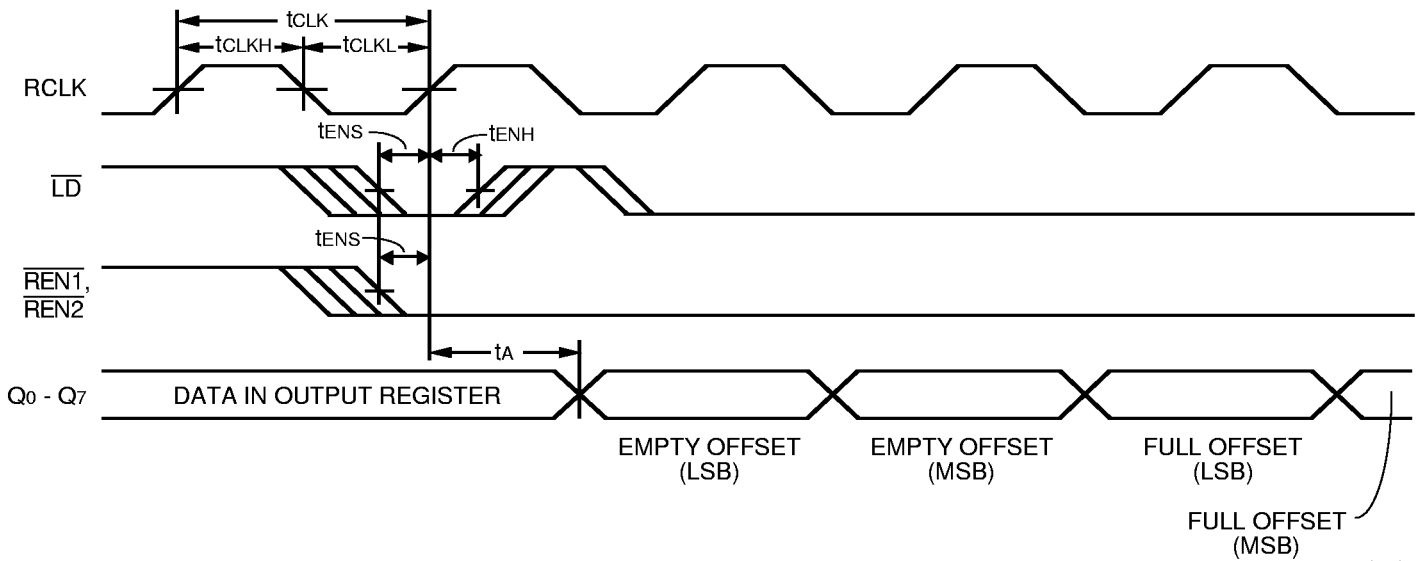 tCLK
tCLKH
tCLKL
RCLK
tENS
tENH
LD
tENS
REN1,
REN2
tA
Q0 - Q7
DATA IN OUTPUT REGISTER
EMPTY OFFSET
(LSB)
EMPTY OFFSET
(MSB)
FULL OFFSET
(LSB)
FULL OFFSET
(MSB)